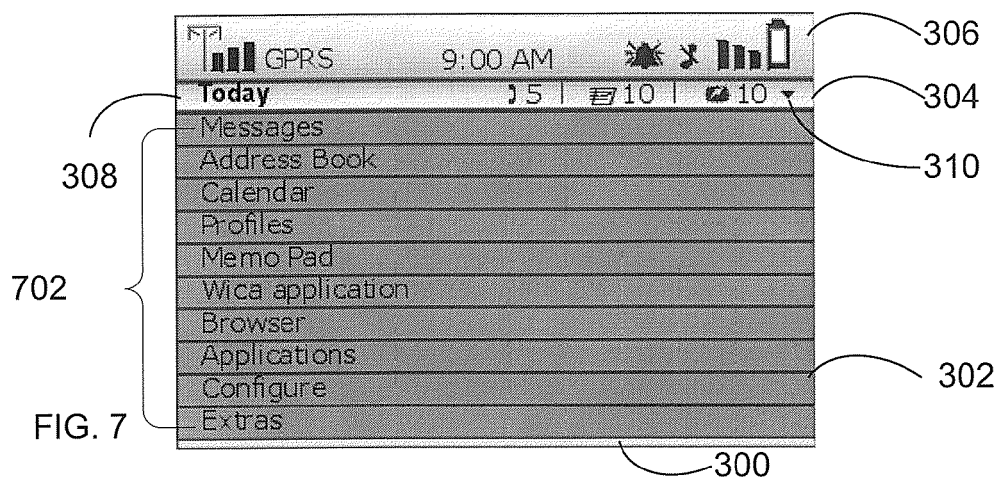 GPRS 9:00 AM 306
Today 5 | 10 | 10 304
Messages
310
Address Book
308
Calendar
Profiles
Memo Pad
702
Wica application
Browser
Applications
302
Configure
FIG. 7
Extras
300